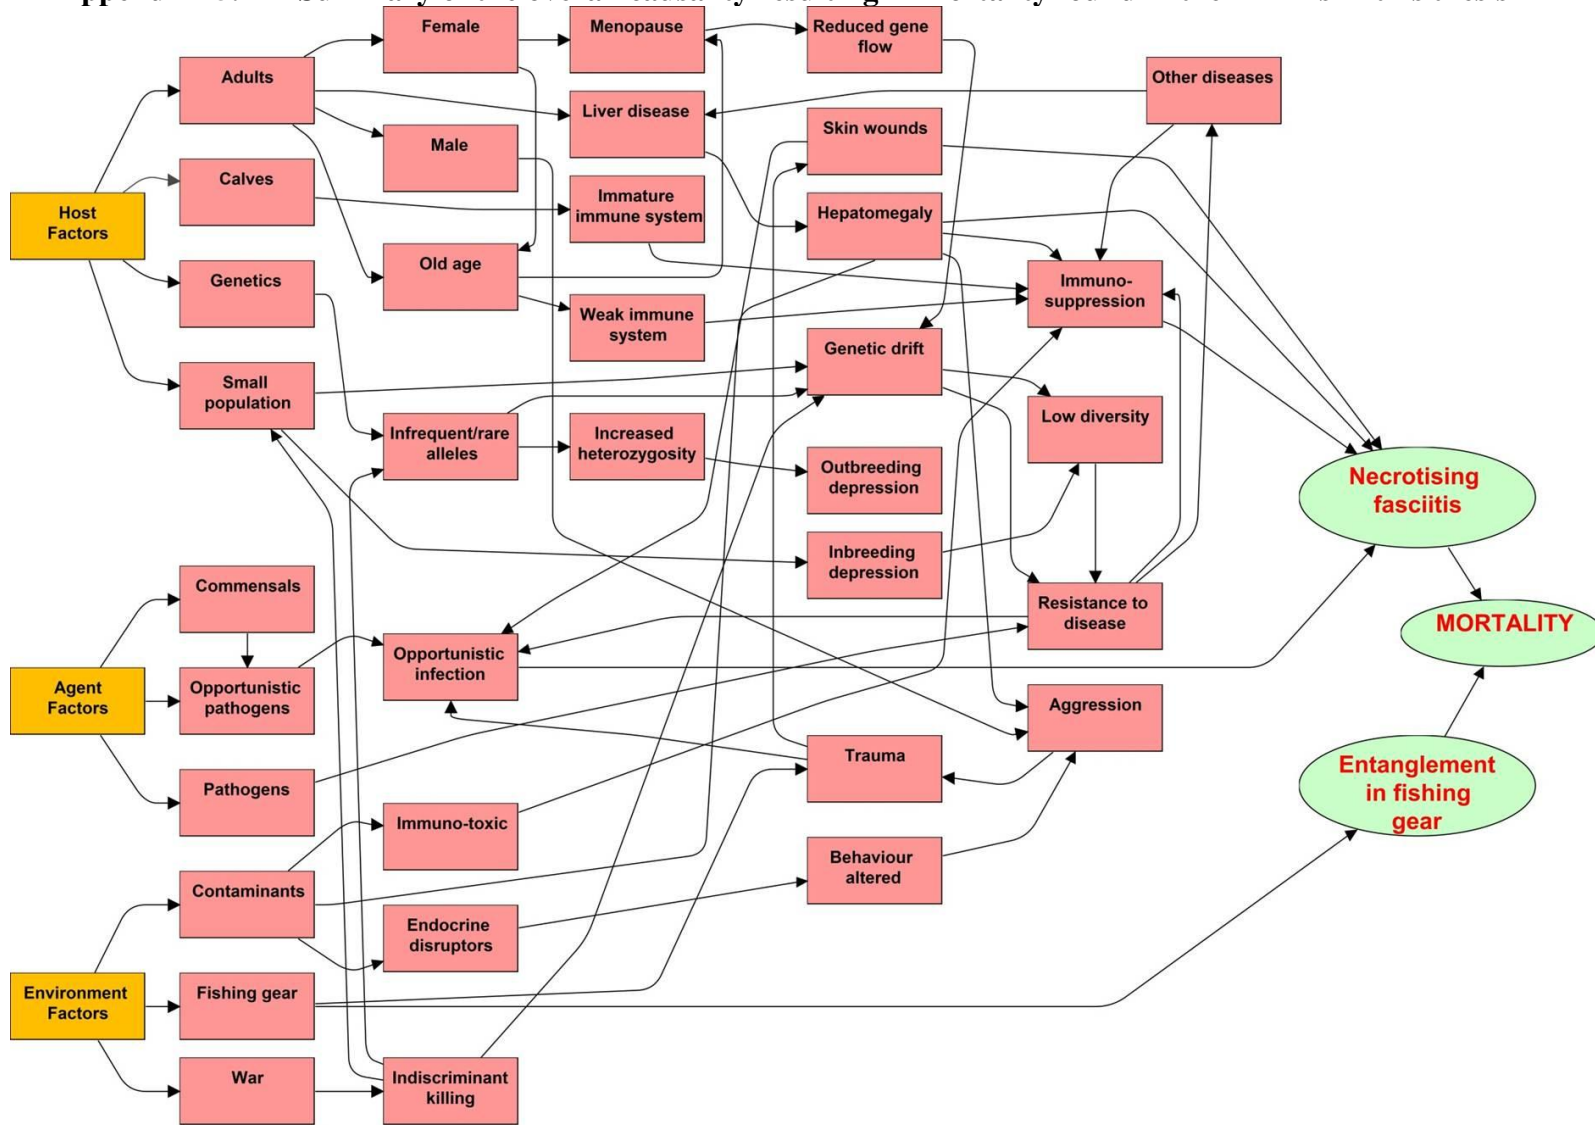 Female
Menopause
Reduced gene
flow
Adults
Other diseases
Liver disease
Skin wounds
Male
Calves
Immature
immune system
Host
Factors
Hepatomegaly
Old age
Genetics
Immuno-
suppression
Weak immune
system
Genetic drift
Small
population
Low diversity
Infrequent/rare
alleles
Increased
heterozygosity
Outbreeding
depression
Necrotising
fasciitis
Inbreeding
depression
Commensals
Resistance to
disease
MORTALITY
Opportunistic
infection
Agent
Factors
Opportunistic
pathogens
Aggression
Trauma
Entanglement
in fishing
gear
Pathogens
Immuno-toxic
Behaviour
altered
Contaminants
Endocrine
disruptors
Environment
Factors
Fishing gear
War
Indiscriminant
killing